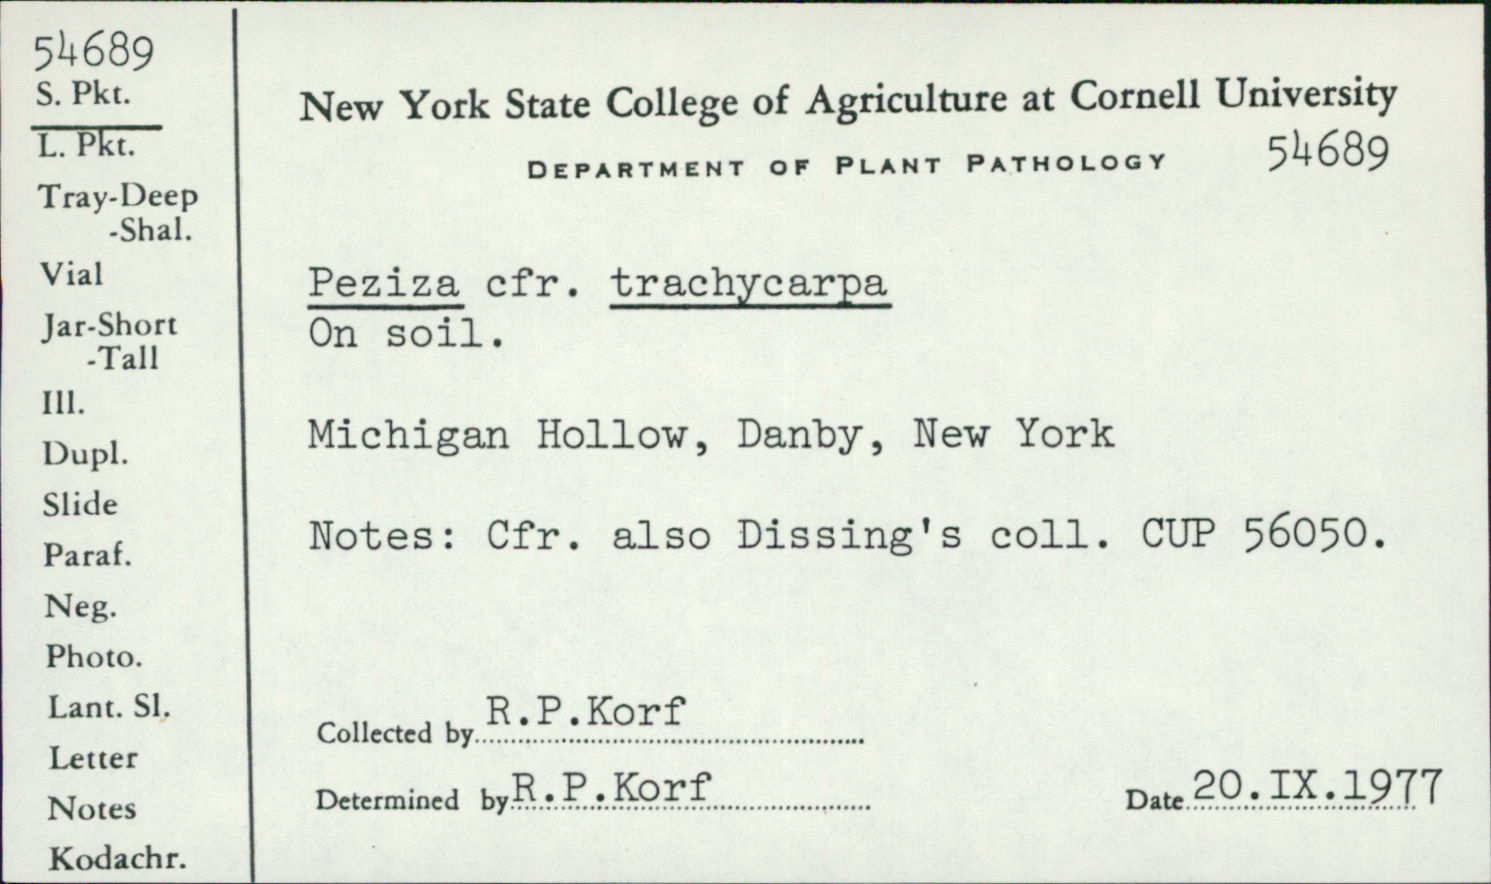 54689
S. Pkt.
L. Pkt.
Tray-Deep
-Shal.
Vial
Jar-Short
-Tall
Ill.
Dupl.
Slide
Paraf.
Neg.
Photo.
Lant. Sl.
Letter
Notes
Kodachr.
New York State College of Agriculture at Cornell University
DEPARTMENT OF PLANT PATHOLOGY 54689
Peziza cfr. trachycarpa
On soil.
Michigan Hollow, Danby, New York
Notes: Cfr. also Dissing's coll. CUP 56050.
Collected by R.P.Korf
Determined by R.P.Korf Date 20.IX.1977